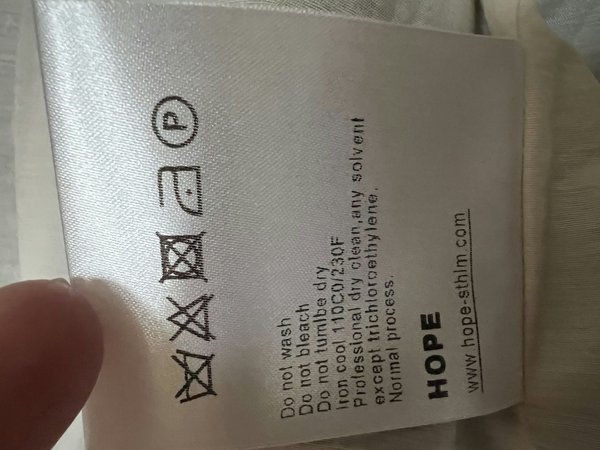 P
Do not wash
Do not bleach
Do not tumlbe dry
Iron cool 110C0/230F
Professional dry clean,any solvent
except trichloroethylene.
Normal process.
HOPE
www.hope-sthlm.com